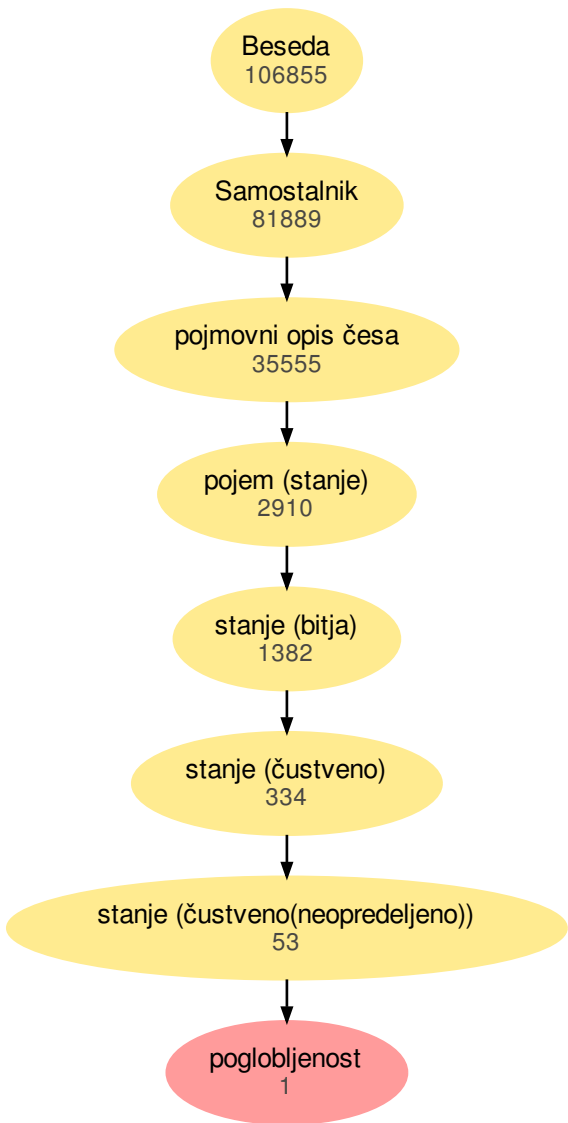 Beseda
106855
Samostalnik
81889
pojmovni opis česa
35555
pojem (stanje)
2910
stanje (bitja)
1382
stanje (čustveno)
334
stanje (čustveno(neopredeljeno))
53
poglobljenost
1